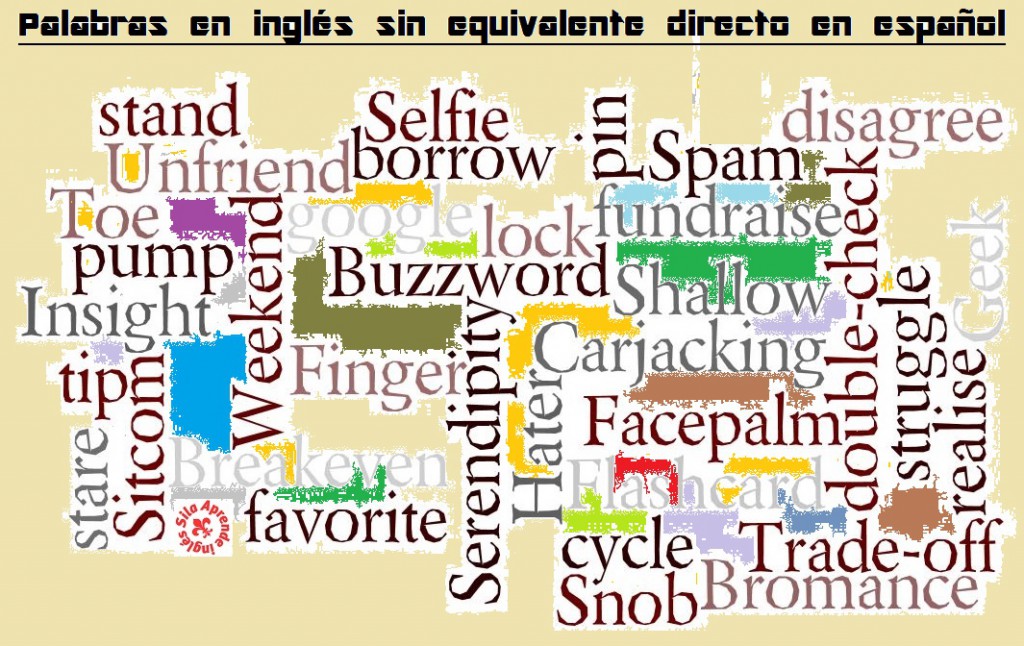 Palabras en inglés sin equivalente directo en español
stand
Selfie
pin
disagree
Unfriend
borrow
Spam
Toe
google
lock
fundraise
double-check
Geek
pump
Weekend
Buzzword
Shallow
Insight
struggle
Carjacking
tip
Finger
Serendipity
Hater
Facepalm
realise
Sitcom
stare
Breakeven
Flashcard
favorite
Sila Aprende inglés
cycle
Trade-off
Snob
Bromance